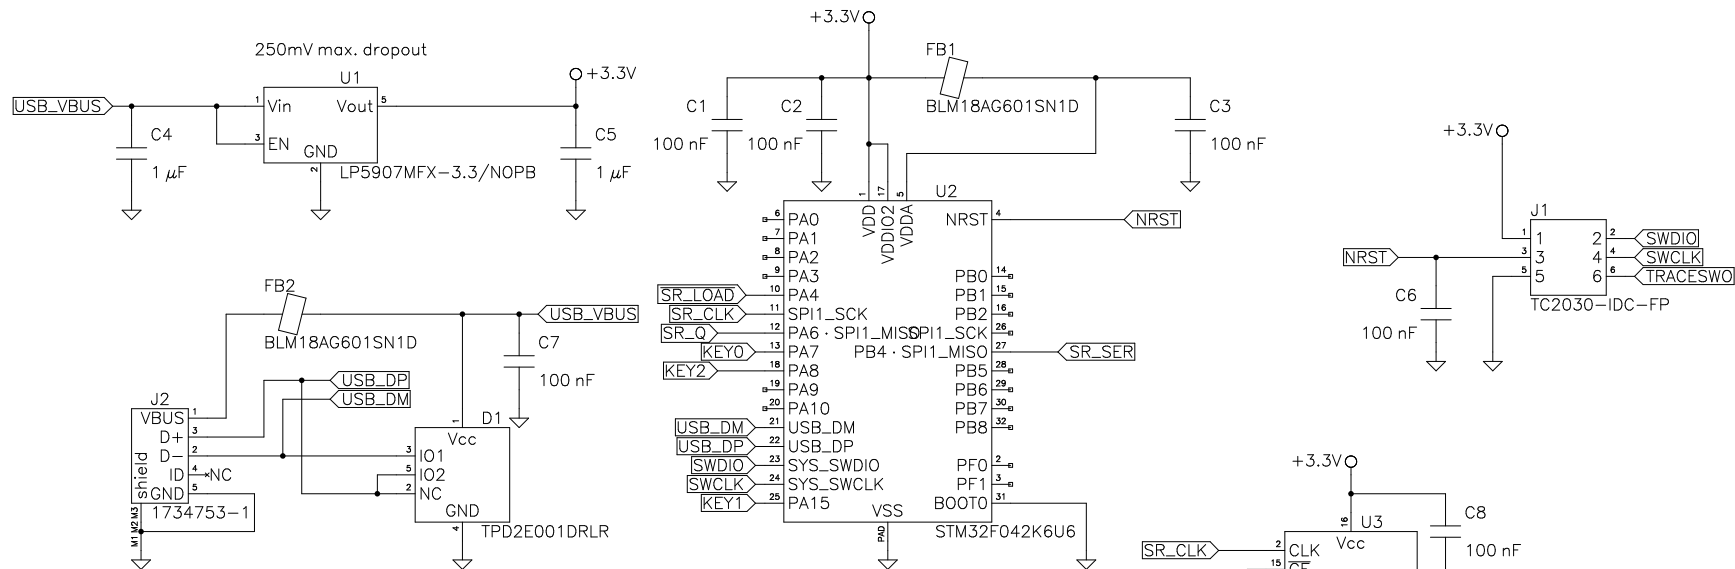 250mV max. dropout
U1
+3.3V
USB_VBUS
1
Vin
Vout
5
3
EN
GND
2
C4
1 µF
LP5907MFX-3.3/NOPB
C5
1 µF
+3.3V
FB1
BLM18AG601SN1D
C1
100 nF
C2
100 nF
C3
100 nF
U2
1
VDD
17
VDDIO2
5
VDDA
6
PA0
7
PA1
8
PA2
9
PA3
SR_LOAD
10
PA4
SR_CLK
11
SPI1_SCK
SR_Q
12
PA6·SPI1_MISO
KEY0
13
PA7
KEY2
18
PA8
19
PA9
20
PA10
USB_DM
21
USB_DM
USB_DP
22
USB_DP
SWDIO
23
SYS_SWDIO
SWCLK
24
SYS_SWCLK
KEY1
25
PA15
NRST
4
NRST
PB0
14
PB1
15
PB2
16
SPI1_SCK
26
PB4·SPI1_MISO
27
SR_SER
PB5
28
PB6
29
PB7
30
PB8
32
PF0
2
PF1
3
BOOT0
31
VSS
PAD
STM32F042K6U6
+3.3V
J1
1
1
2
2
SWDIO
NRST
3
3
4
4
SWCLK
5
5
6
6
TRACESWO
TC2030-IDC-FP
C6
100 nF
FB2
BLM18AG601SN1D
USB_VBUS
C7
100 nF
USB_DP
USB_DM
J2
VBUS
1
D+
3
D-
2
ID
4
NC
GND
5
shield
M1 M2 M3
1734753-1
D1
1
Vcc
3
IO1
5
IO2
2
NC
GND
4
TPD2E001DRLR
+3.3V
16
U3
Vcc
SR_CLK
2
CLK
15
C8
100 nF